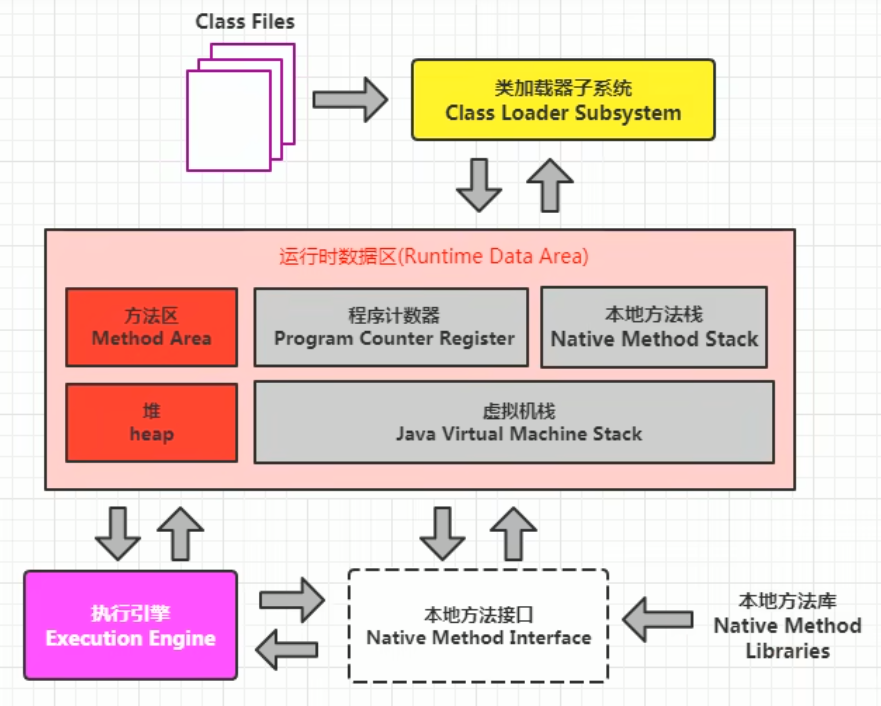 Class Files
类加载器子系统
Class Loader Subsystem
运行时数据区(Runtime Data Area)
方法区
Method Area
程序计数器
Program Counter Register
本地方法栈
Native Method Stack
堆
heap
虚拟机栈
Java Virtual Machine Stack
执行引擎
Execution Engine
本地方法接口
Native Method Interface
本地方法库
Native Method
Libraries